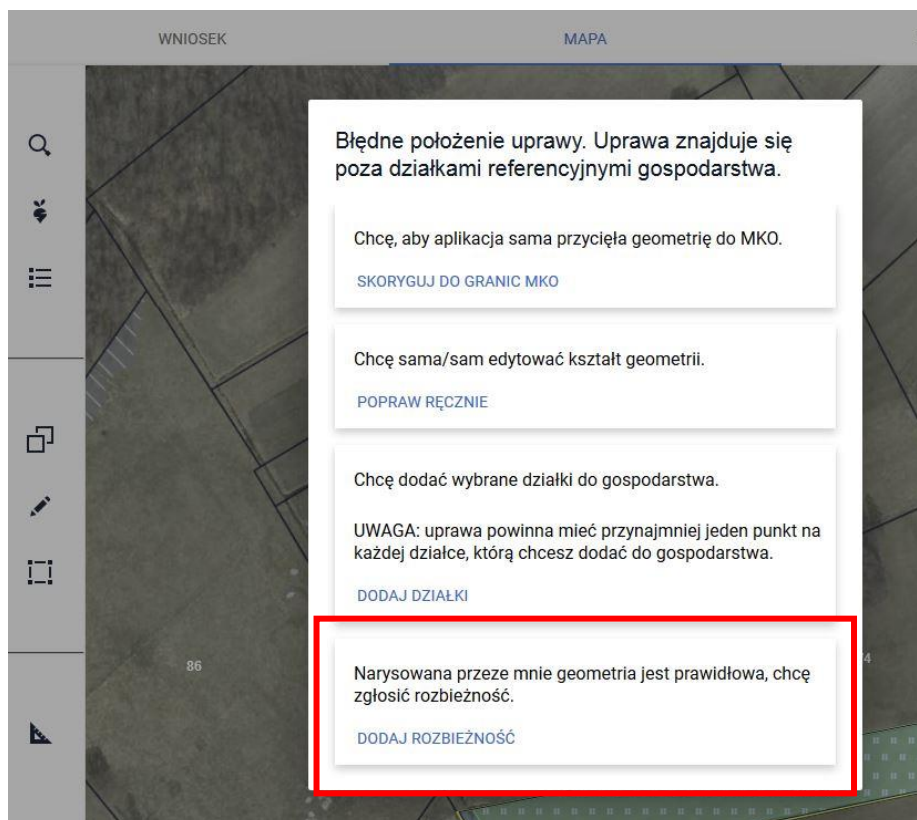 WNIOSEK
MAPA
Błędne położenie uprawy. Uprawa znajduje się
poza działkami referencyjnymi gospodarstwa.
Chcę, aby aplikacja sama przycięła geometrię do MKO.
SKORYGUJ DO GRANIC MKO
Chcę sama/sam edytować kształt geometrii.
POPRAW RĘCZNIE
Chcę dodać wybrane działki do gospodarstwa.
UWAGA: uprawa powinna mieć przynajmniej jeden punkt na
każdej działce, którą chcesz dodać do gospodarstwa.
DODAJ DZIAŁKI
86
Narysowana przeze mnie geometria jest prawidłowa, chcę
zgłosić rozbieżność.
DODAJ ROZBIEŻNOŚĆ